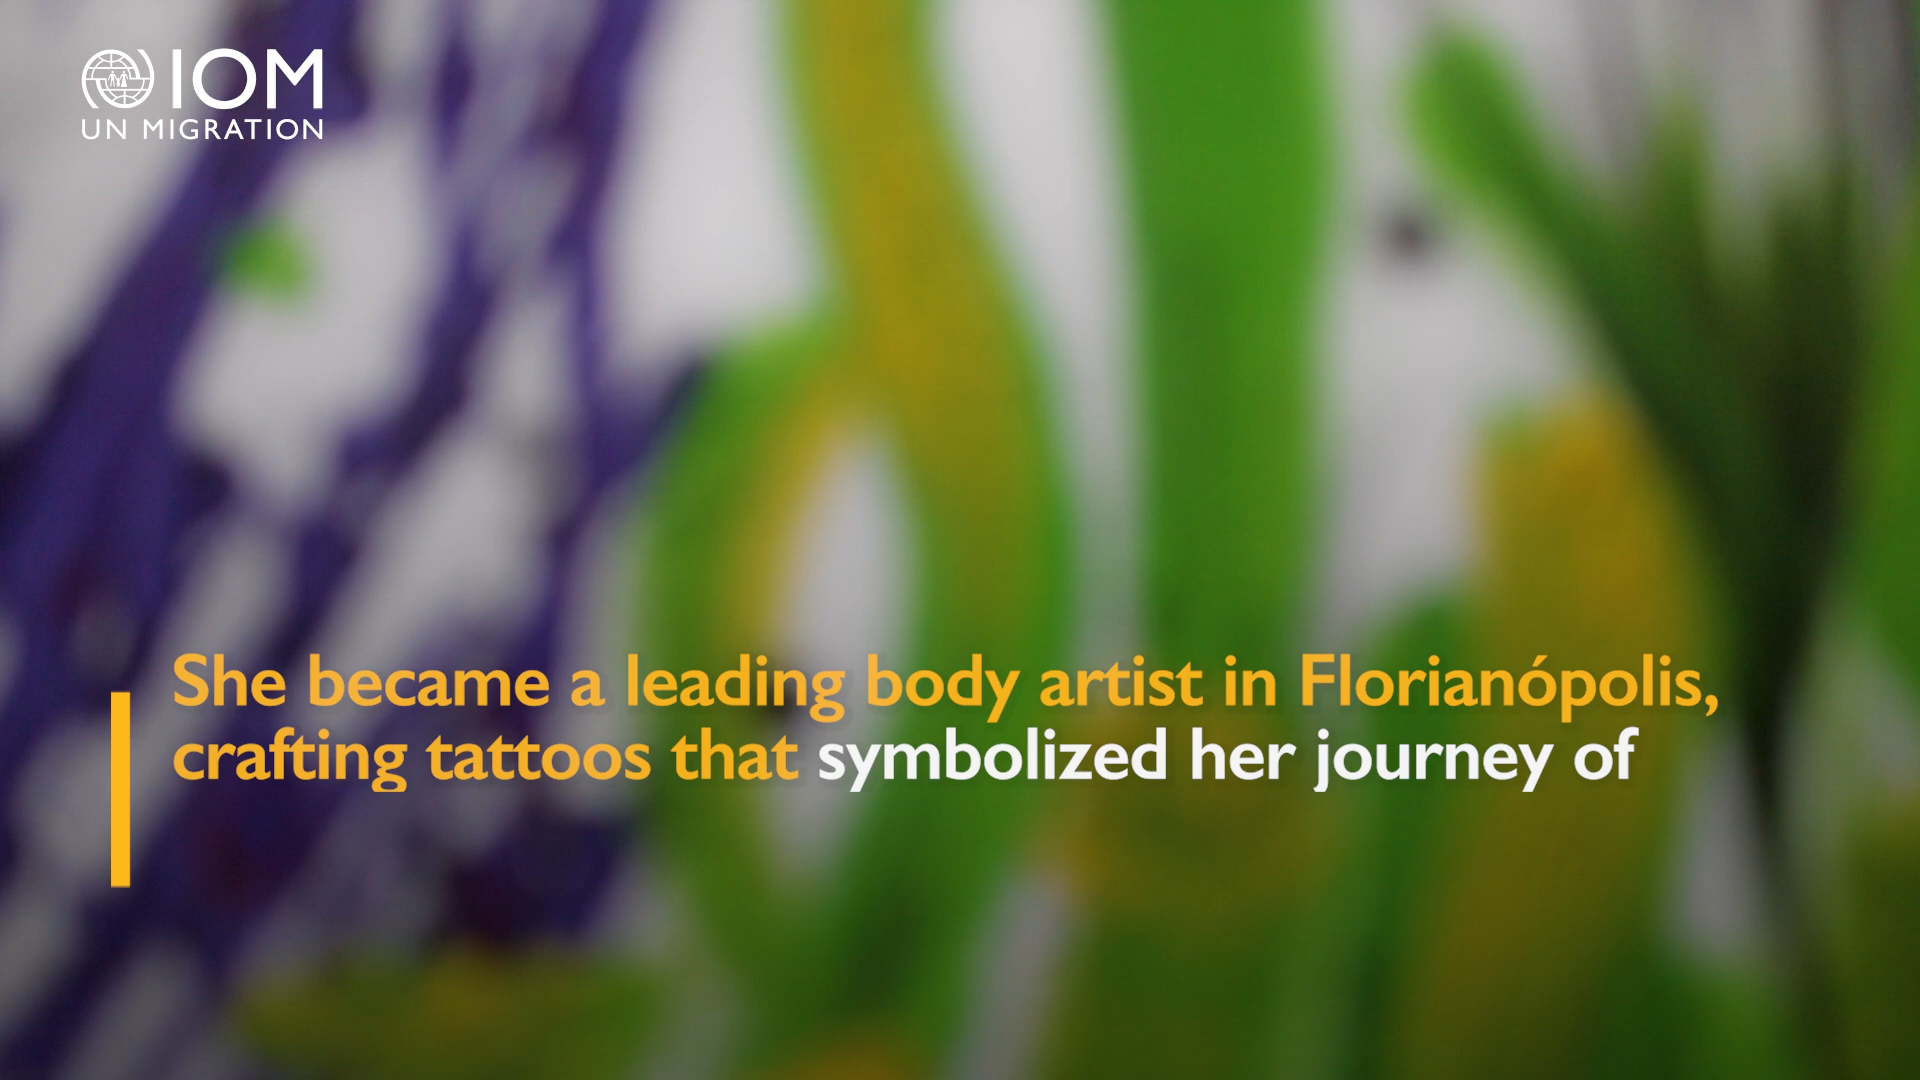 IOM
UN MIGRATION
She became a leading body artist in Florianópolis,
crafting tattoos that symbolized her journey of